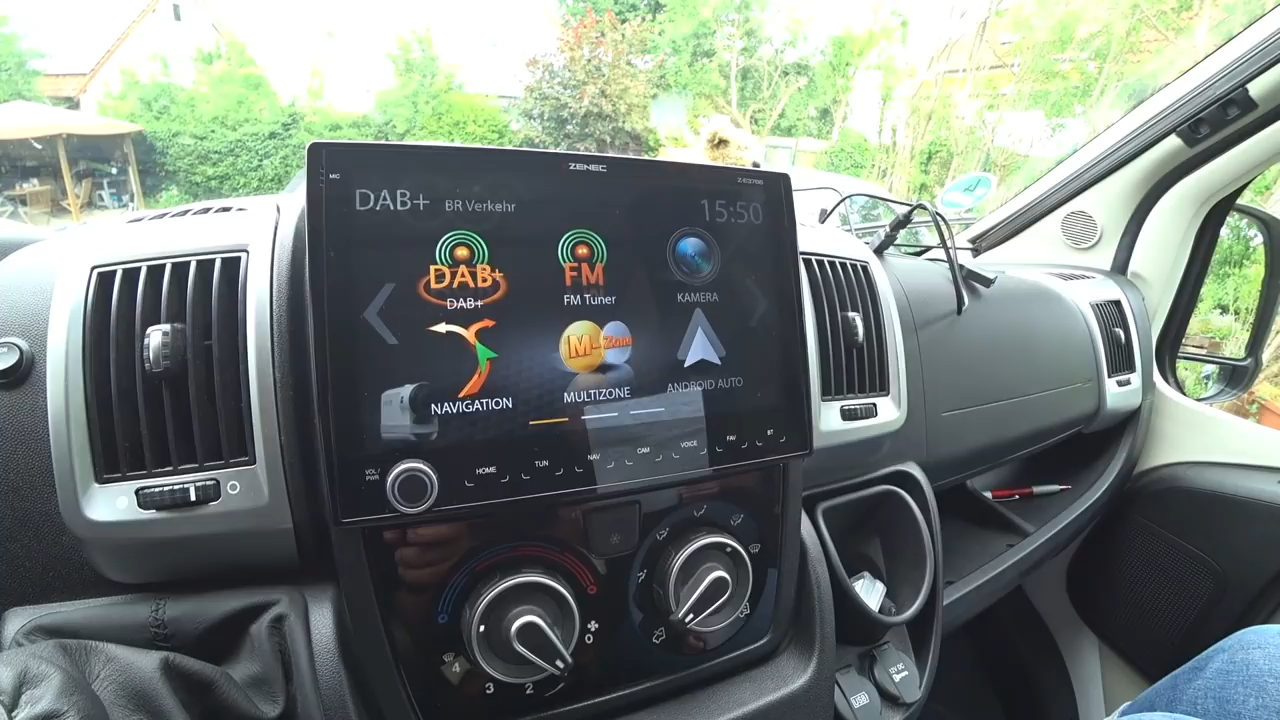 ZENEC
MIC
Z-E3766
DAB+ BR Verkehr
15:50
DAB+
DAB+
FM
FM Tuner
KAMERA
NAVIGATION
M-Zone
MULTIZONE
ANDROID AUTO
VOL/
PWR
HOME
TUN
NAV
CAM
VOICE
FAV
BT
0
4
3
2
12V DC
USB